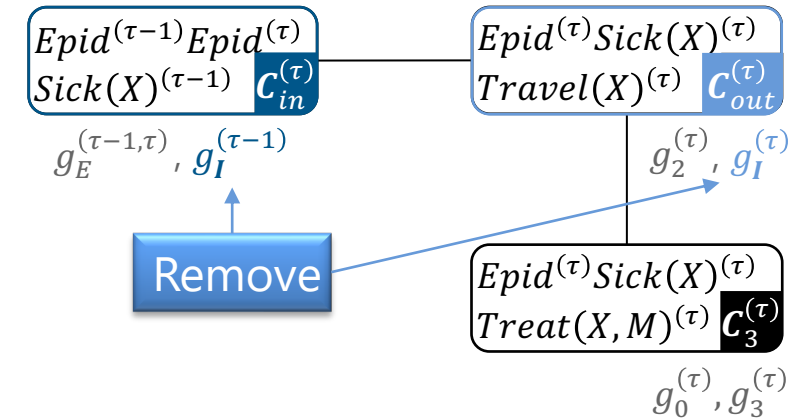 Epid^(τ−1) Epid^(τ)
Sick(X)^(τ−1) C_in^(τ)
g_E^(τ−1,τ), g_I^(τ−1)
Epid^(τ) Sick(X)^(τ)
Travel(X)^(τ) C_out^(τ)
g_2^(τ), g_I^(τ)
Remove
Epid^(τ) Sick(X)^(τ)
Treat(X, M)^(τ) C_3^(τ)
g_0^(τ), g_3^(τ)